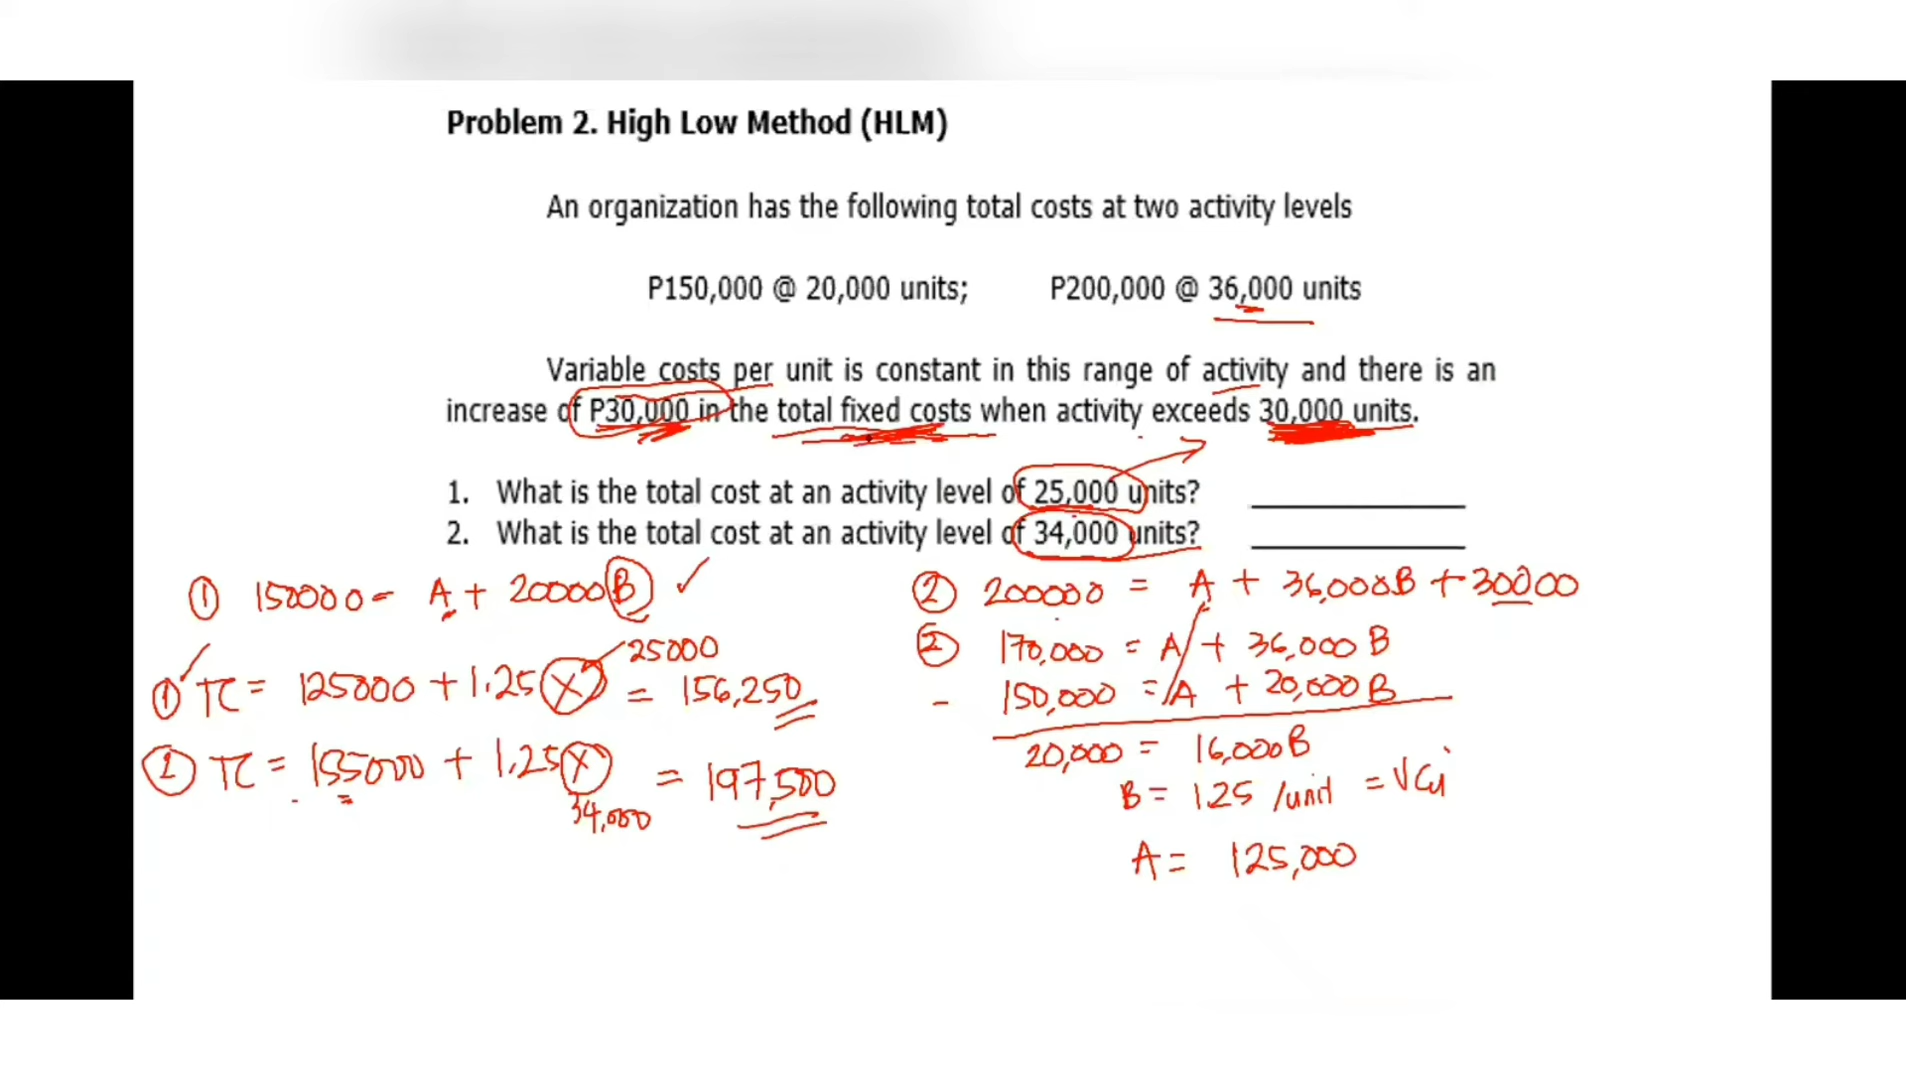 Problem 2. High Low Method (HLM)
An organization has the following total costs at two activity levels
P150,000 @ 20,000 units; P200,000 @ 36,000 units
Variable costs per unit is constant in this range of activity and there is an
increase of P30,000 in the total fixed costs when activity exceeds 30,000 units.
1. What is the total cost at an activity level of 25,000 units? ____________
2. What is the total cost at an activity level of 34,000 units? ____________
① 150000 = A + 20000B ✓
25000
① TC = 125000 + 1.25(X) = 156,250
② TC = 155000 + 1.25(X) = 197,500
34,000
② 200000 = A + 36,000B + 30000
② 170,000 = A + 36,000B
- 150,000 = A + 20,000B
20,000 = 16,000B
B = 1.25 /unit = VCu
A = 125,000